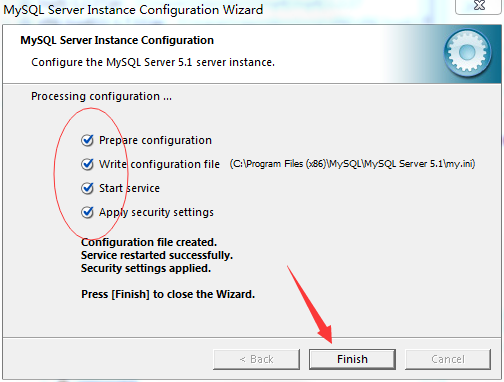 MySQL Server Instance Configuration Wizard
MySQL Server Instance Configuration
Configure the MySQL Server 5.1 server instance.
Processing configuration ...
Prepare configuration
Write configuration file (C:\Program Files (x86)\MySQL\MySQL Server 5.1\my.ini)
Start service
Apply security settings
Configuration file created.
Service restarted successfully.
Security settings applied.
Press [Finish] to close the Wizard.
< Back Finish Cancel